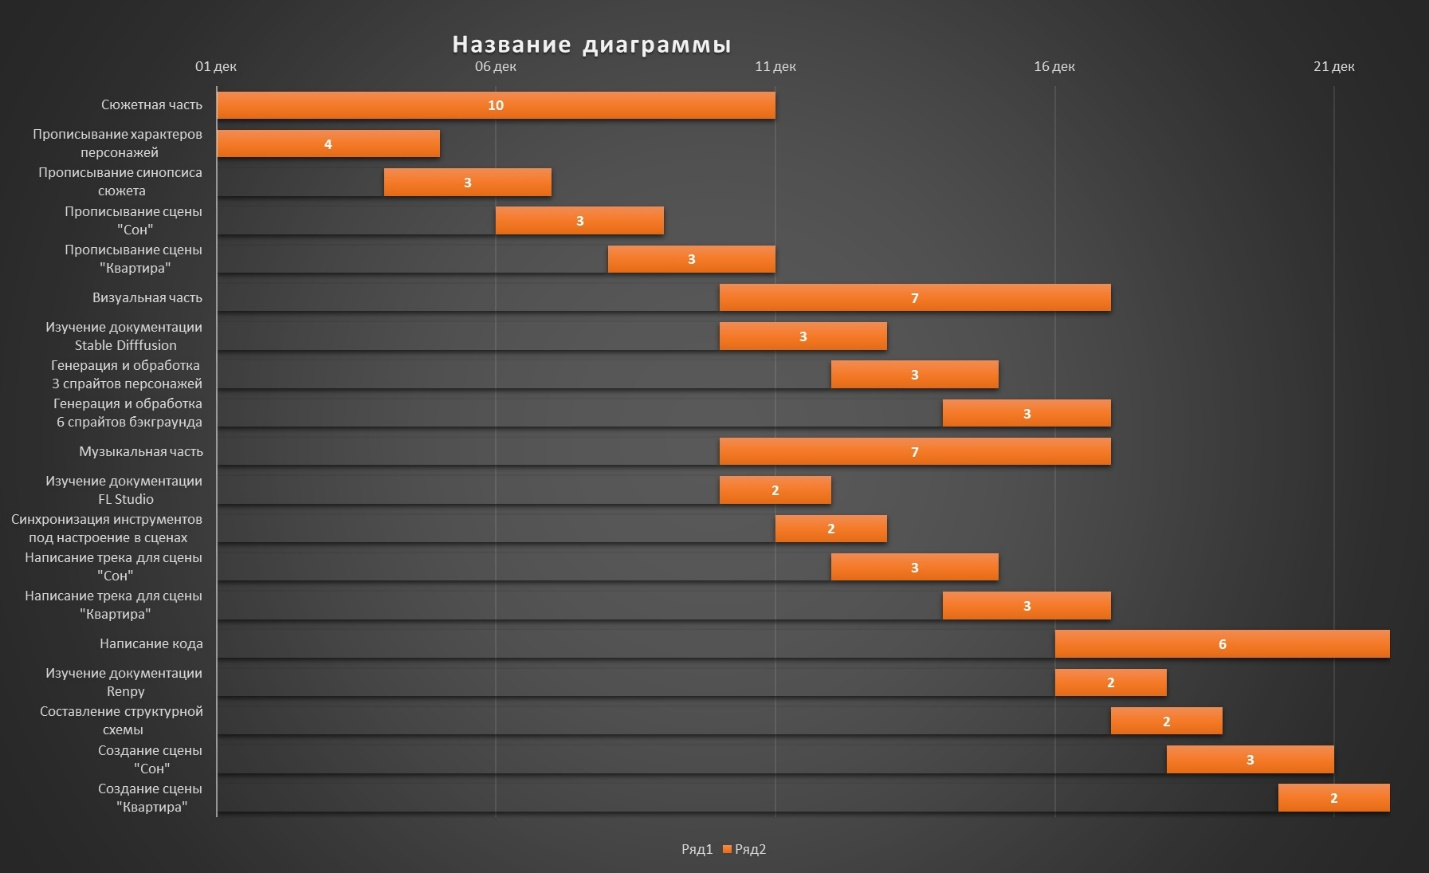 Название диаграммы
01 дек 06 дек 11 дек 16 дек 21 дек
Сюжетная часть 10
Прописывание характеров
персонажей 4
Прописывание синопсиса
сюжета 3
Прописывание сцены
"Сон" 3
Прописывание сцены
"Квартира" 3
Визуальная часть 7
Изучение документации
Stable Difffusion 3
Генерация и обработка
3 спрайтов персонажей 3
Генерация и обработка
6 спрайтов бэкграунда 3
Музыкальная часть 7
Изучение документации
FL Studio 2
Синхронизация инструментов
под настроение в сценах 2
Написание трека для сцены
"Сон" 3
Написание трека для сцены
"Квартира" 3
Написание кода 6
Изучение документации
Renpy 2
Составление структурной
схемы 2
Создание сцены
"Сон" 3
Создание сцены
"Квартира" 2
Ряд1 Ряд2